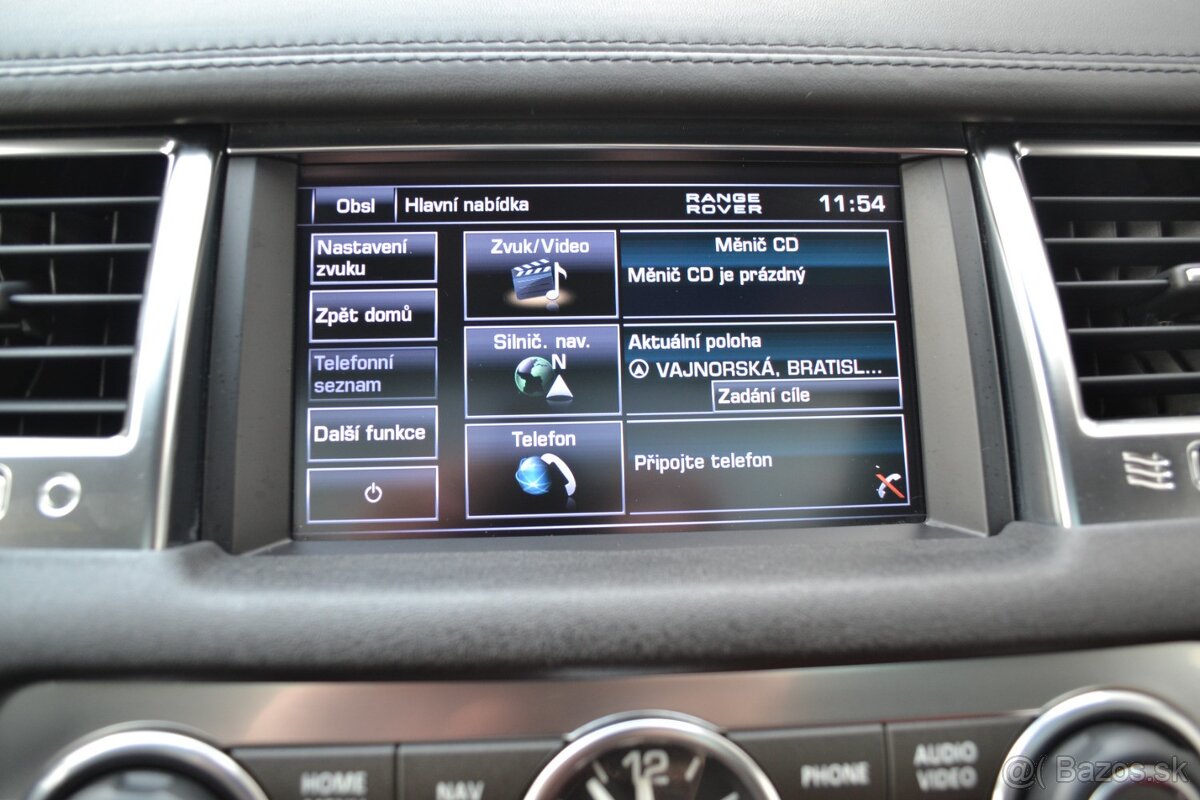 Obsl
Hlavní nabídka
RANGE
ROVER
11:54
Nastavení
zvuku
Zpět domů
Telefonní
seznam
Další funkce
Zvuk/Video
Měnič CD
Měnič CD je prázdný
Silnič. nav.
N
Aktuální poloha
VAJNORSKÁ, BRATISL...
Zadání cíle
Telefon
Připojte telefon
HOME
MENU
NAV
12
PHONE
AUDIO
VIDEO
@( Bazos.sk